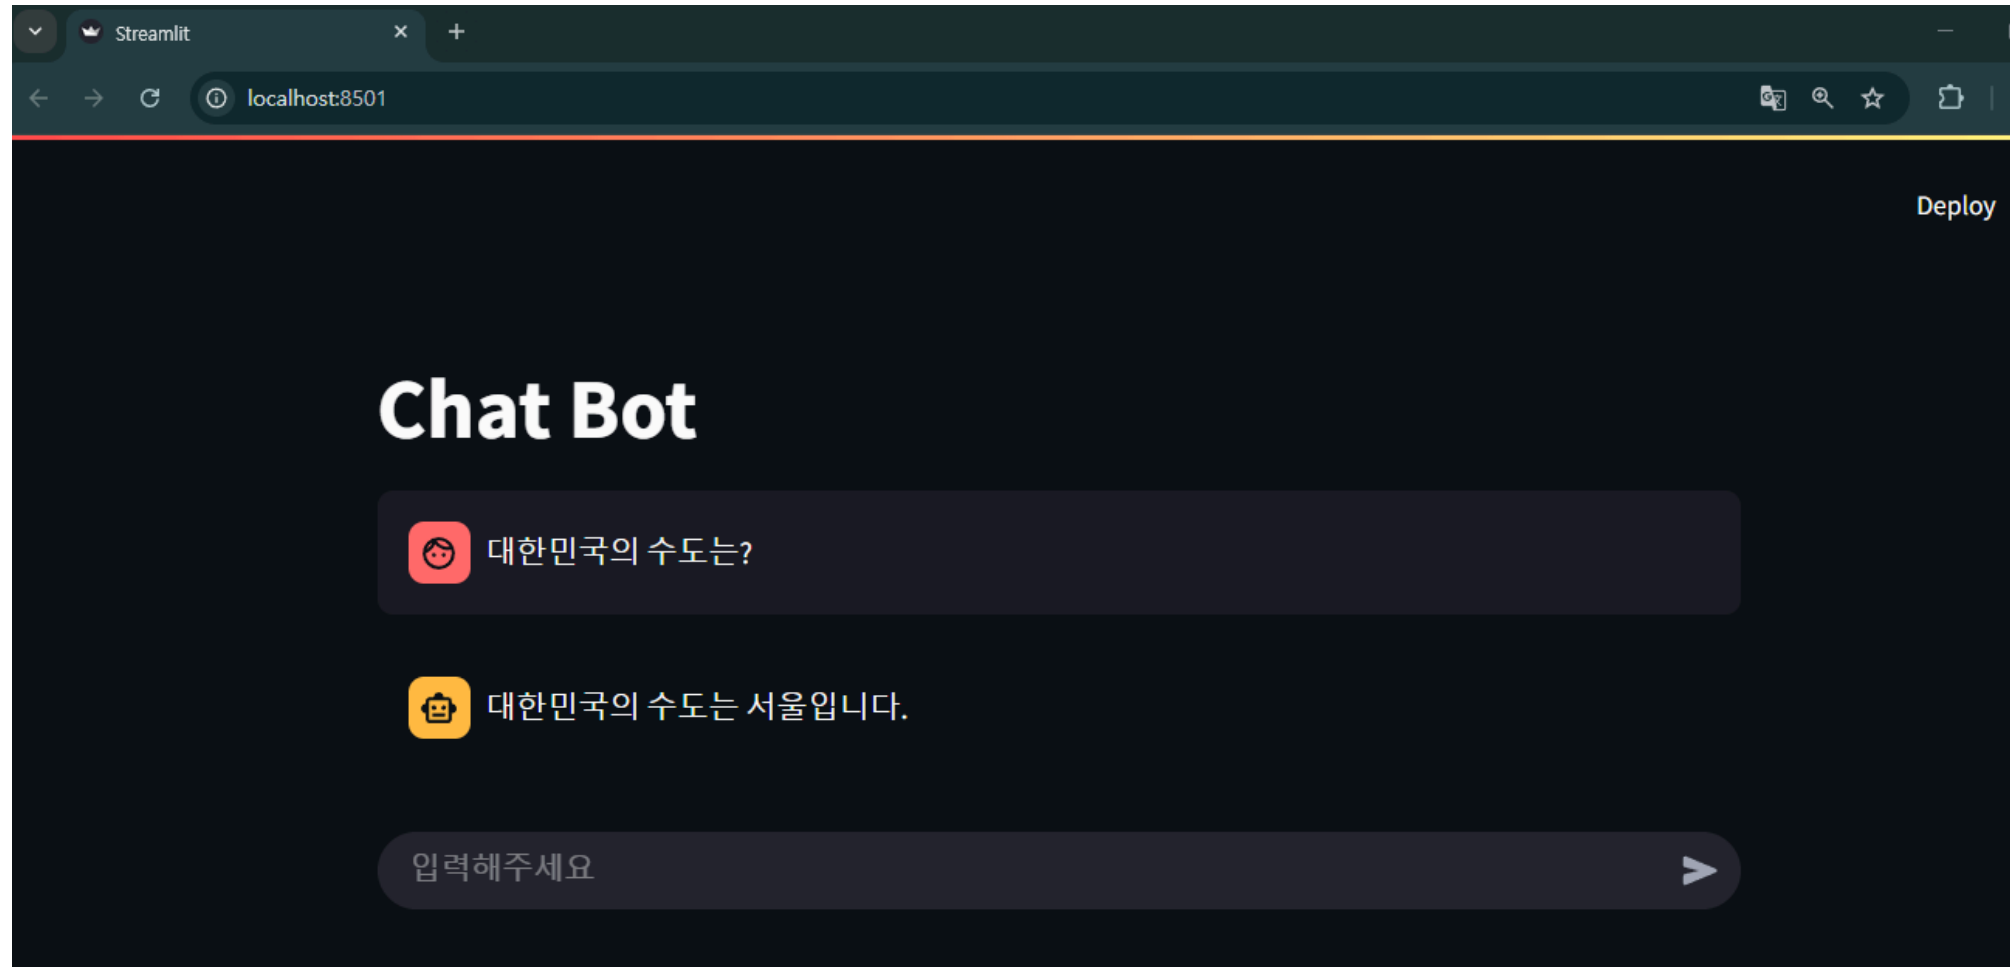 Streamlit
localhost:8501
Deploy
Chat Bot
대한민국의 수도는?
대한민국의 수도는 서울입니다.
입력해주세요